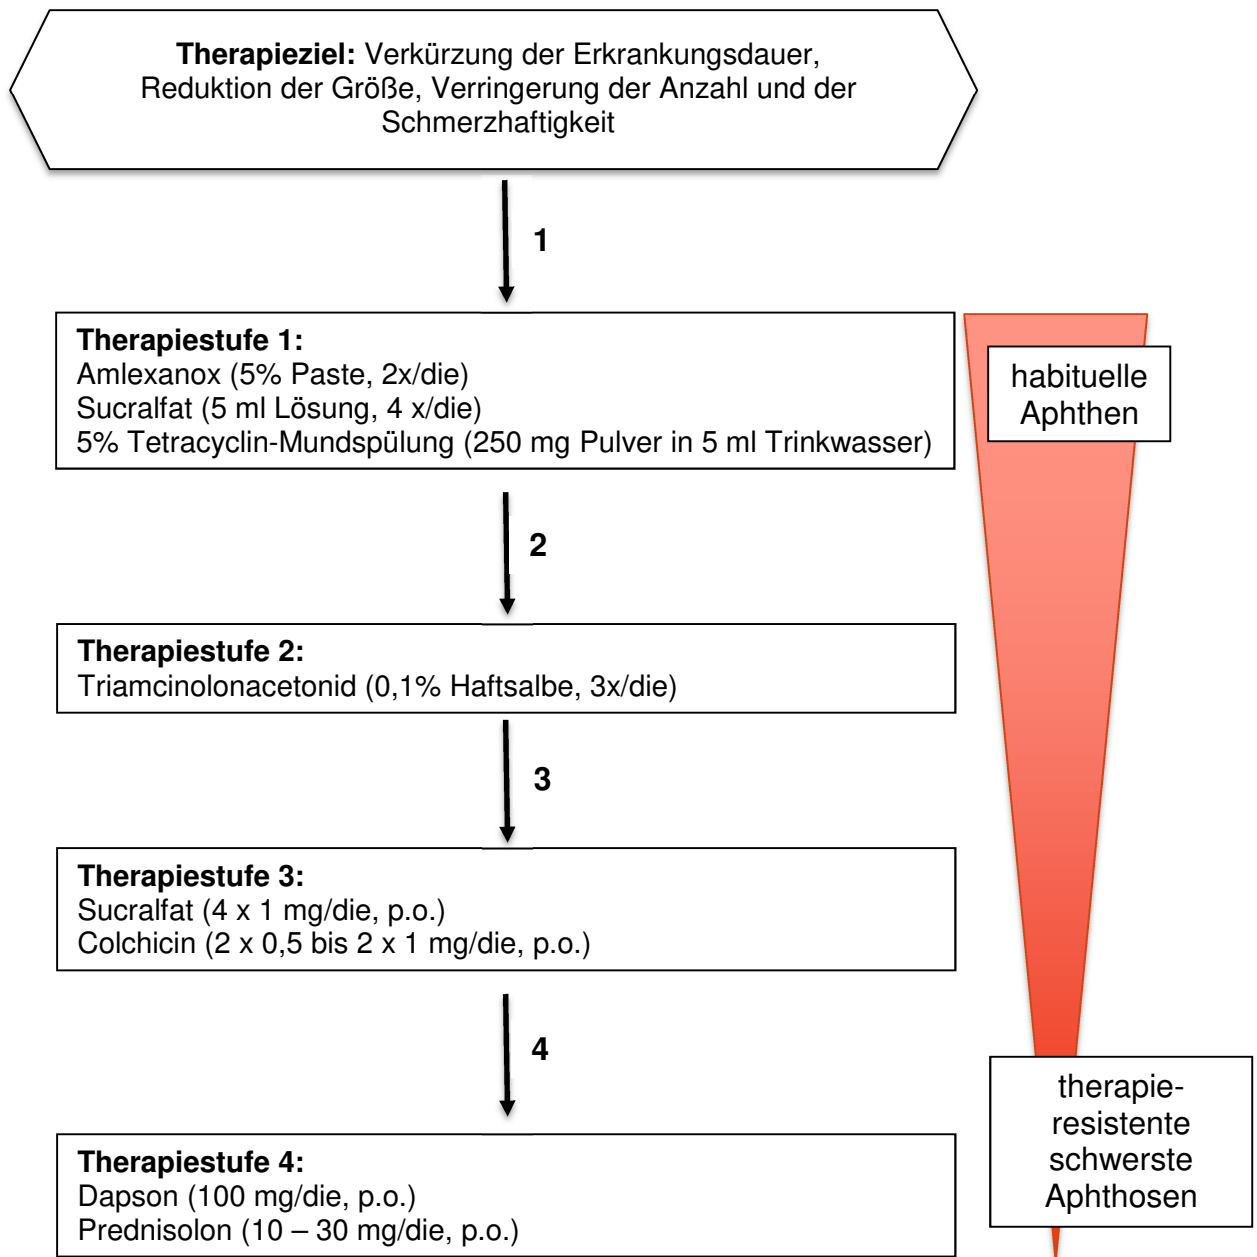 Therapieziel: Verkürzung der Erkrankungsdauer,
Reduktion der Größe, Verringerung der Anzahl und der
Schmerzhaftigkeit
1
Therapiestufe 1:
Amlexanox (5% Paste, 2x/die)
Sucralfat (5 ml Lösung, 4 x/die)
5% Tetracyclin-Mundspülung (250 mg Pulver in 5 ml Trinkwasser)
habituelle
Aphthen
2
Therapiestufe 2:
Triamcinolonacetonid (0,1% Haftsalbe, 3x/die)
3
Therapiestufe 3:
Sucralfat (4 x 1 mg/die, p.o.)
Colchicin (2 x 0,5 bis 2 x 1 mg/die, p.o.)
4
therapie-
resistente
schwerste
Aphthosen
Therapiestufe 4:
Dapson (100 mg/die, p.o.)
Prednisolon (10 – 30 mg/die, p.o.)